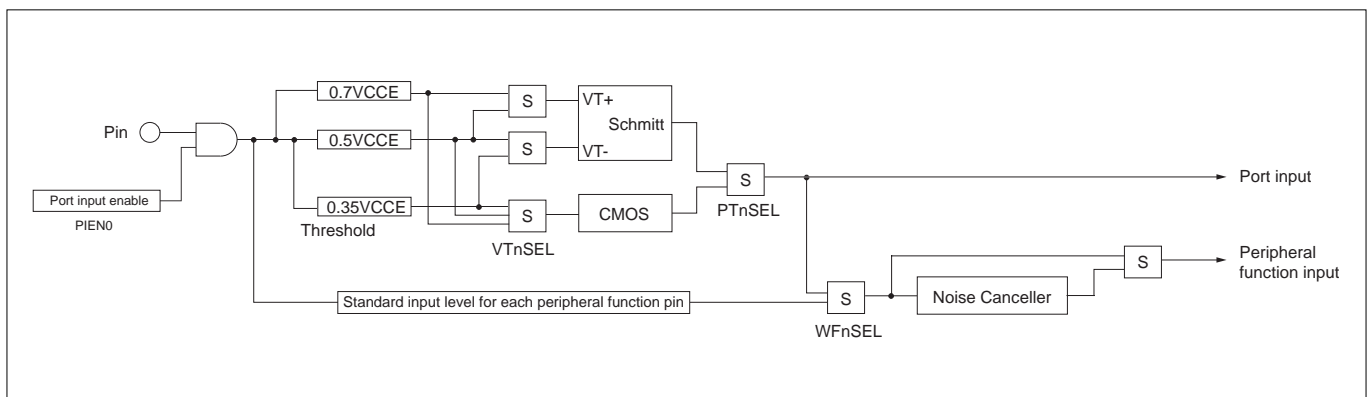 Pin
Port input enable
PIEN0
0.7VCCE
0.5VCCE
0.35VCCE
Threshold
S
S
S
VTnSEL
VT+
Schmitt
VT-
CMOS
S
PTnSEL
Standard input level for each peripheral function pin
S
WFnSEL
Noise Canceller
S
Port input
Peripheral
function input